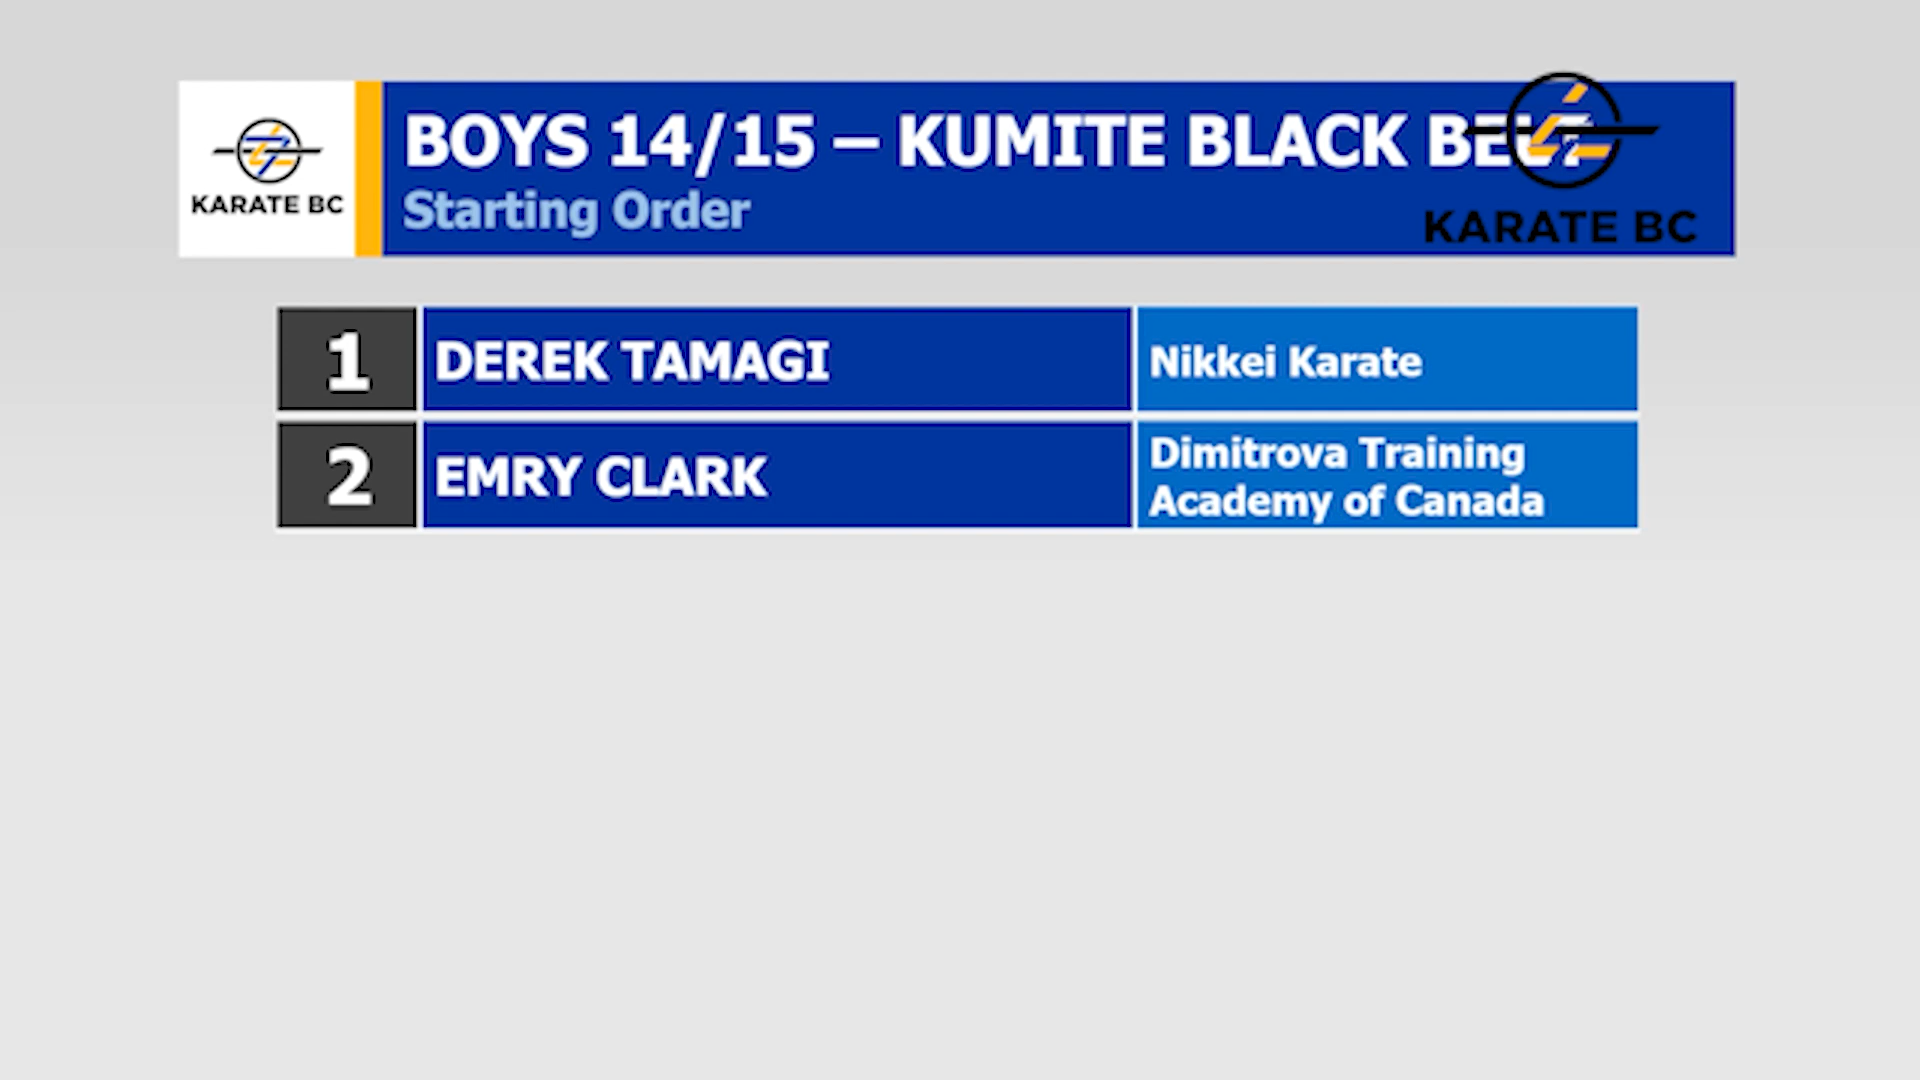 KARATE BC
BOYS 14/15 – KUMITE BLACK BELT
Starting Order
KARATE BC
1 DEREK TAMAGI Nikkei Karate
2 EMRY CLARK Dimitrova Training
Academy of Canada